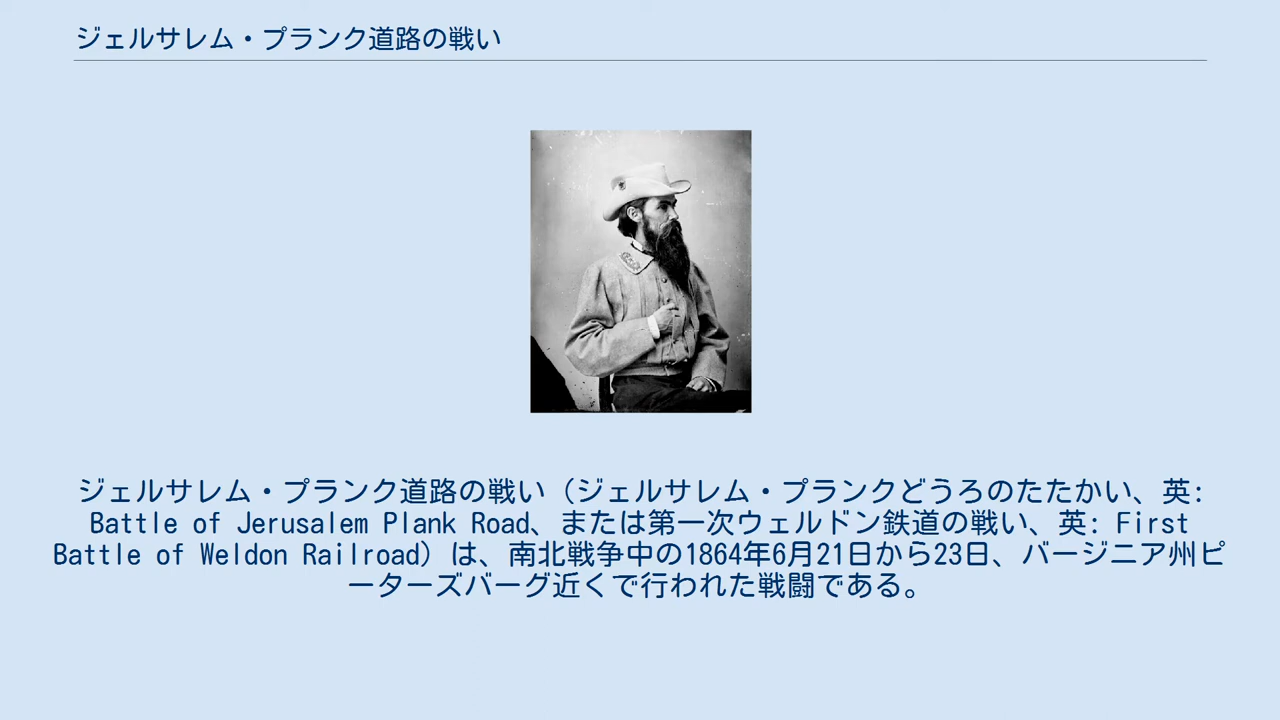 ジェルサレム・プランク道路の戦い
ジェルサレム・プランク道路の戦い（ジェルサレム・プランクどうろのたたかい、英:
Battle of Jerusalem Plank Road、または第一次ウェルドン鉄道の戦い、英: First
Battle of Weldon Railroad）は、南北戦争中の1864年6月21日から23日、バージニア州ピ
ーターズバーグ近くで行われた戦闘である。